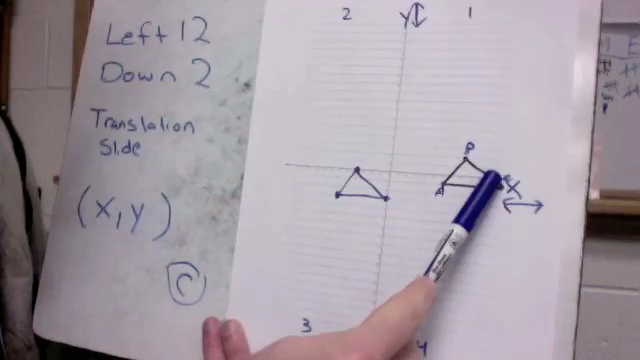 Left 12
Down 2
Translation
Slide
(X,Y)
C
2
Y
1
P
A
X
3
4